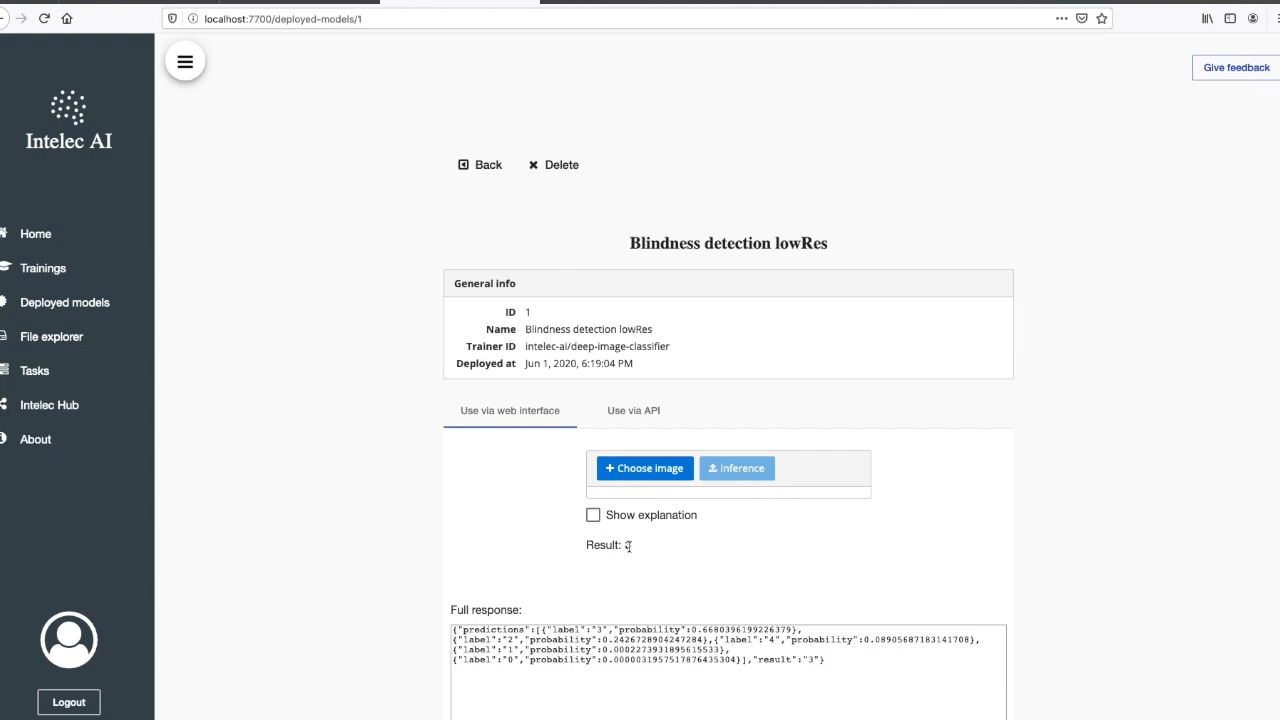 localhost:7700/deployed-models/1
Give feedback
Intelec AI
Home
Trainings
Deployed models
File explorer
Tasks
Intelec Hub
About
Logout
Back
Delete
Blindness detection lowRes
General info
ID 1
Name Blindness detection lowRes
Trainer ID intelec-ai/deep-image-classifier
Deployed at Jun 1, 2020, 6:19:04 PM
Use via web interface
Use via API
Choose image
Inference
Show explanation
Result: 3
Full response:
{"predictions":[{"label":"3","probability":0.6680396199226379},
{"label":"2","probability":0.2426728904247284},{"label":"4","probability":0.08905687183141708},
{"label":"1","probability":0.0002273931895615533},
{"label":"0","probability":0.0000031957517876435304}],"result":"3"}